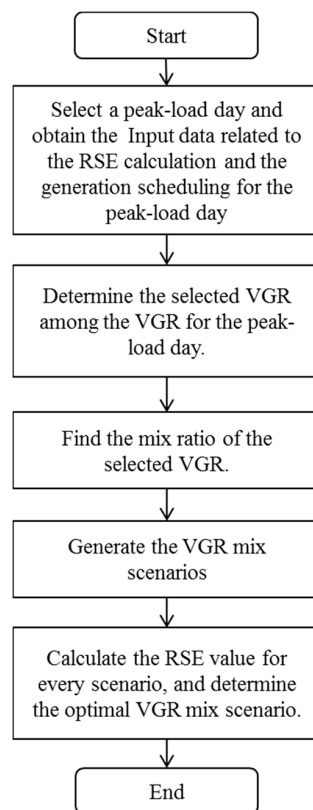 Start
Select a peak-load day and
obtain the Input data related to
the RSE calculation and the
generation scheduling for the
peak-load day
Determine the selected VGR
among the VGR for the peak-
load day.
Find the mix ratio of the
selected VGR.
Generate the VGR mix
scenarios
Calculate the RSE value for
every scenario, and determine
the optimal VGR mix scenario.
End